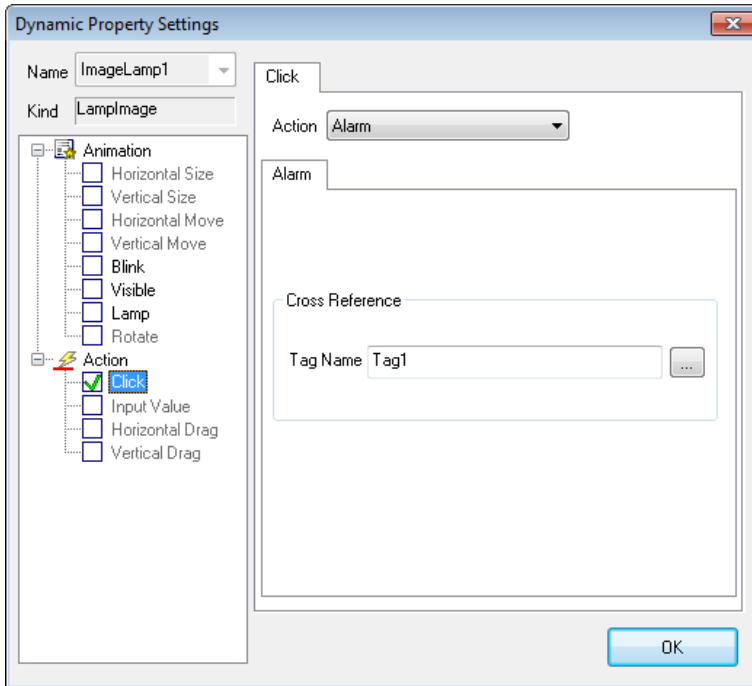 Dynamic Property Settings
Name ImageLamp1
Kind LampImage
Animation
Horizontal Size
Vertical Size
Horizontal Move
Vertical Move
Blink
Visible
Lamp
Rotate
Action
Click
Input Value
Horizontal Drag
Vertical Drag
Click
Action Alarm
Alarm
Cross Reference
Tag Name Tag1 ...
OK